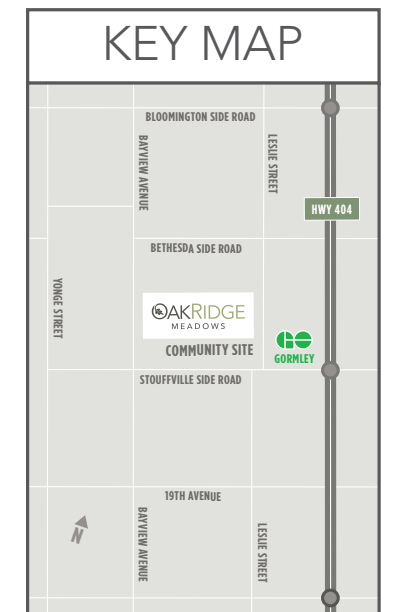 KEY MAP
BLOOMINGTON SIDE ROAD
BAYVIEW AVENUE
LESLIE STREET
HWY 404
BETHESDA SIDE ROAD
YONGE STREET
OAKRIDGE
MEADOWS
COMMUNITY SITE
GO
GORMLEY
STOUFFVILLE SIDE ROAD
19TH AVENUE
BAYVIEW AVENUE
LESLIE STREET
N